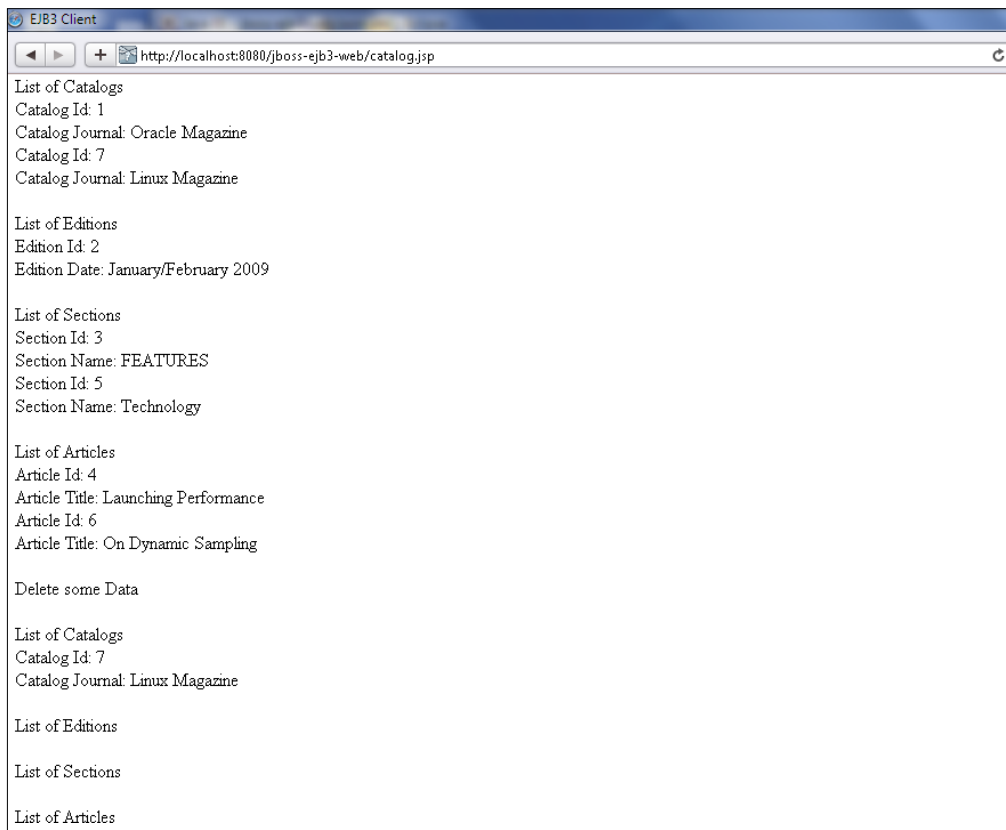 EJB3 Client
http://localhost:8080/jboss-ejb3-web/catalog.jsp
List of Catalogs
Catalog Id: 1
Catalog Journal: Oracle Magazine
Catalog Id: 7
Catalog Journal: Linux Magazine
List of Editions
Edition Id: 2
Edition Date: January/February 2009
List of Sections
Section Id: 3
Section Name: FEATURES
Section Id: 5
Section Name: Technology
List of Articles
Article Id: 4
Article Title: Launching Performance
Article Id: 6
Article Title: On Dynamic Sampling
Delete some Data
List of Catalogs
Catalog Id: 7
Catalog Journal: Linux Magazine
List of Editions
List of Sections
List of Articles